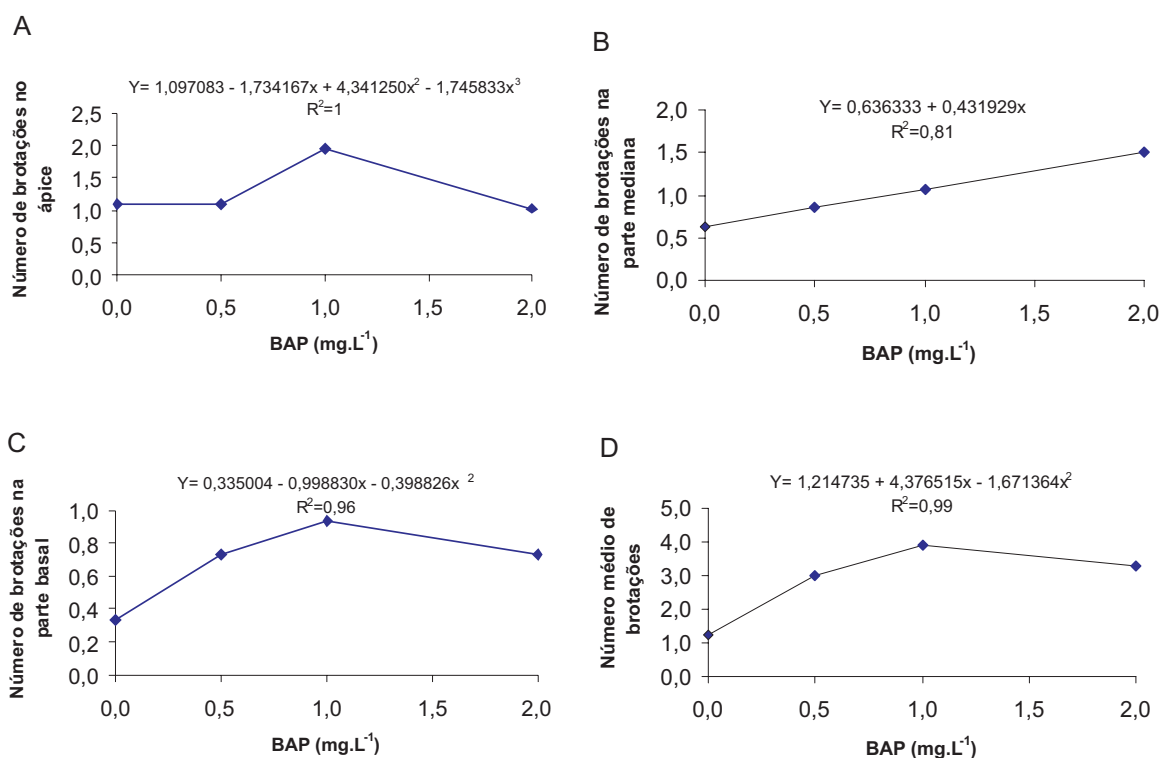 A
Y= 1,097083 - 1,734167x + 4,341250x² - 1,745833x³
R²=1
Número de brotações no
ápice
2,5
2,0
1,5
1,0
0,5
0,0
0,0 0,5 1,0 1,5 2,0
BAP (mg.L⁻¹)
B
Y= 0,636333 + 0,431929x
R²=0,81
Número de brotações na
parte mediana
2,0
1,5
1,0
0,5
0,0
0,0 0,5 1,0 1,5 2,0
BAP (mg.L⁻¹)
C
Y= 0,335004 - 0,998830x - 0,398826x ²
R²=0,96
Número de brotações na
parte basal
1,0
0,8
0,6
0,4
0,2
0,0
0,0 0,5 1,0 1,5 2,0
BAP (mg.L⁻¹)
D
Y= 1,214735 + 4,376515x - 1,671364x²
R²=0,99
Número médio de
brotações
5,0
4,0
3,0
2,0
1,0
0,0
0,0 0,5 1,0 1,5 2,0
BAP (mg.L⁻¹)